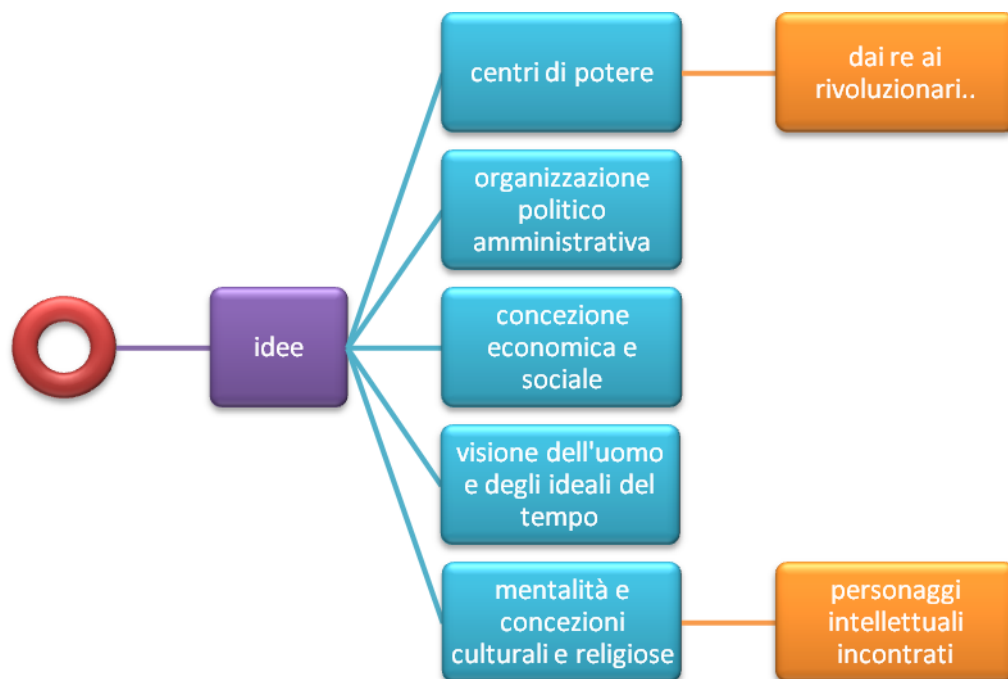 centri di potere
dai re ai
rivoluzionari..
organizzazione
politico
amministrativa
idee
concezione
economica e
sociale
visione dell'uomo
e degli ideali del
tempo
mentalità e
concezioni
culturali e religiose
personaggi
intellettuali
incontrati